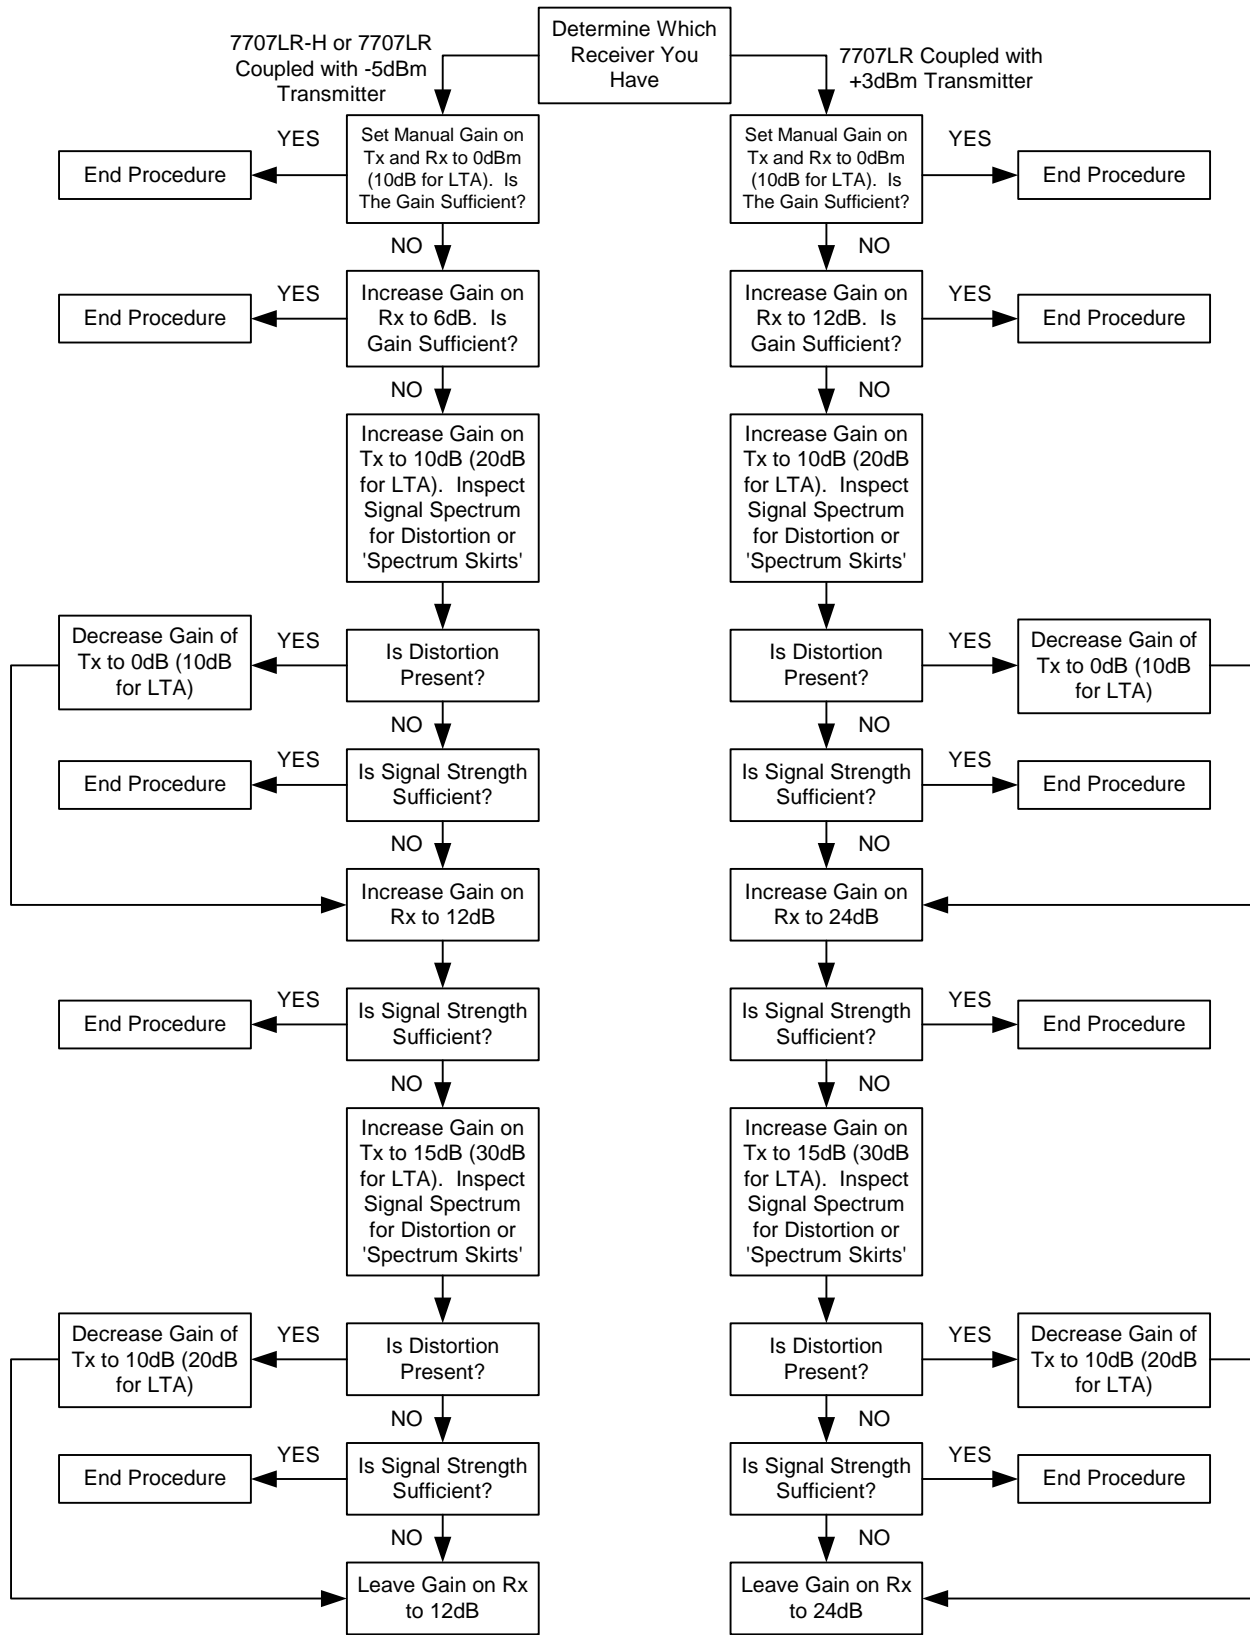 Determine Which
Receiver You
Have
7707LR-H or 7707LR
Coupled with -5dBm
Transmitter
7707LR Coupled with
+3dBm Transmitter
Set Manual Gain on
Tx and Rx to 0dBm
(10dB for LTA). Is
The Gain Sufficient?
YES
End Procedure
NO
Increase Gain on
Rx to 6dB. Is
Gain Sufficient?
YES
End Procedure
NO
Increase Gain on
Tx to 10dB (20dB
for LTA). Inspect
Signal Spectrum
for Distortion or
'Spectrum Skirts'
Is Distortion
Present?
YES
Decrease Gain of
Tx to 0dB (10dB
for LTA)
NO
Is Signal Strength
Sufficient?
YES
End Procedure
NO
Increase Gain on
Rx to 12dB
Is Signal Strength
Sufficient?
YES
End Procedure
NO
Increase Gain on
Tx to 15dB (30dB
for LTA). Inspect
Signal Spectrum
for Distortion or
'Spectrum Skirts'
Is Distortion
Present?
YES
Decrease Gain of
Tx to 10dB (20dB
for LTA)
NO
Is Signal Strength
Sufficient?
YES
End Procedure
NO
Leave Gain on Rx
to 12dB
Set Manual Gain on
Tx and Rx to 0dBm
(10dB for LTA). Is
The Gain Sufficient?
YES
End Procedure
NO
Increase Gain on
Rx to 12dB. Is
Gain Sufficient?
YES
End Procedure
NO
Increase Gain on
Tx to 10dB (20dB
for LTA). Inspect
Signal Spectrum
for Distortion or
'Spectrum Skirts'
Is Distortion
Present?
YES
Decrease Gain of
Tx to 0dB (10dB
for LTA)
NO
Is Signal Strength
Sufficient?
YES
End Procedure
NO
Increase Gain on
Rx to 24dB
Is Signal Strength
Sufficient?
YES
End Procedure
NO
Increase Gain on
Tx to 15dB (30dB
for LTA). Inspect
Signal Spectrum
for Distortion or
'Spectrum Skirts'
Is Distortion
Present?
YES
Decrease Gain of
Tx to 10dB (20dB
for LTA)
NO
Is Signal Strength
Sufficient?
YES
End Procedure
NO
Leave Gain on Rx
to 24dB